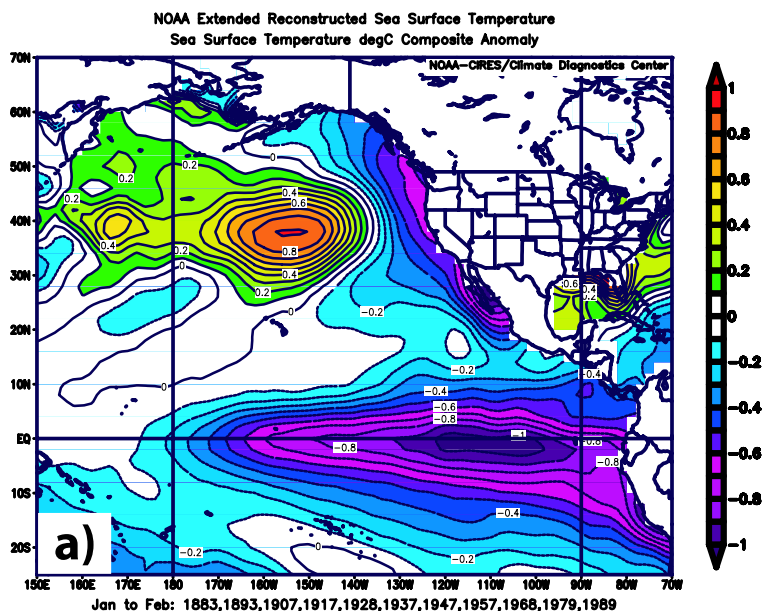 NOAA Extended Reconstructed Sea Surface Temperature
Sea Surface Temperature degC Composite Anomaly
NOAA-CIRES/Climate Diagnostics Center
70N
60N
50N
40N
30N
20N
10N
EQ
10S
20S
150E 160E 170E 180 170W 160W 150W 140W 130W 120W 110W 100W 90W 80W 70W
1
0.8
0.6
0.4
0.2
0
-0.2
-0.4
-0.6
-0.8
-1
0
0.2
0.2
0.2
0.4
0.6
0.2
0.4
0.8
0.2
0
0.4
0.2
0
-0.2
0
-0.2
-0.4
-0.4
-0.6
-0.8
-1
-0.8
-0.8
-0.8
-0.4
-0.2
0
-0.2
a)
Jan to Feb: 1883,1893,1907,1917,1928,1937,1947,1957,1968,1979,1989